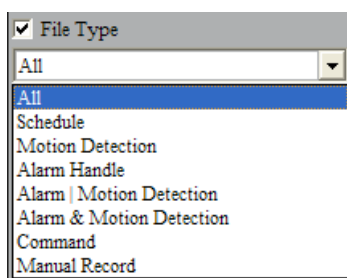 File Type
All
All
Schedule
Motion Detection
Alarm Handle
Alarm | Motion Detection
Alarm & Motion Detection
Command
Manual Record